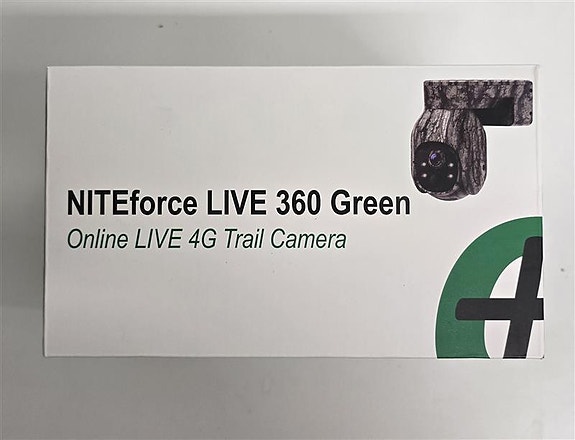 NITEforce LIVE 360 Green
Online LIVE 4G Trail Camera